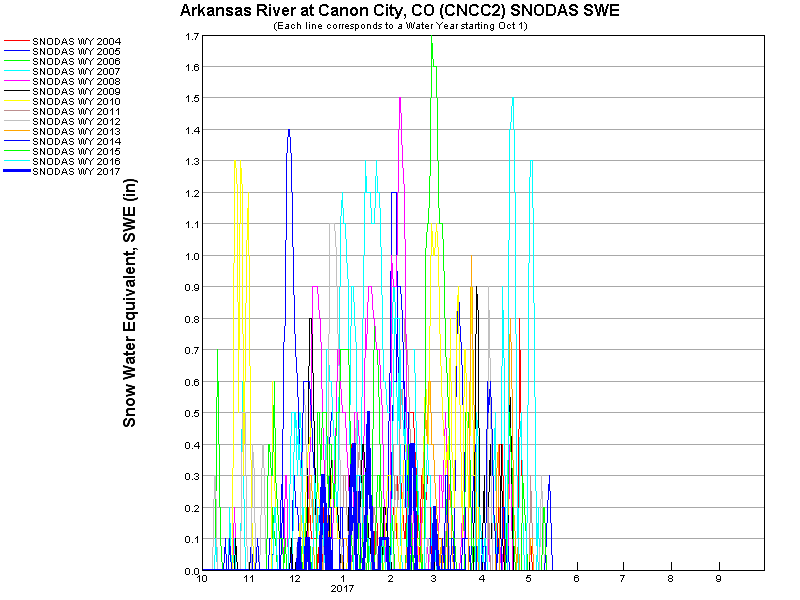 Arkansas River at Canon City, CO (CNCC2) SNODAS SWE
(Each line corresponds to a Water Year starting Oct 1)
SNODAS WY 2004
SNODAS WY 2005
SNODAS WY 2006
SNODAS WY 2007
SNODAS WY 2008
SNODAS WY 2009
SNODAS WY 2010
SNODAS WY 2011
SNODAS WY 2012
SNODAS WY 2013
SNODAS WY 2014
SNODAS WY 2015
SNODAS WY 2016
SNODAS WY 2017
Snow Water Equivalent, SWE (in)
1.7
1.6
1.5
1.4
1.3
1.2
1.1
1.0
0.9
0.8
0.7
0.6
0.5
0.4
0.3
0.2
0.1
0.0
10 11 12 1 2 3 4 5 6 7 8 9
2017